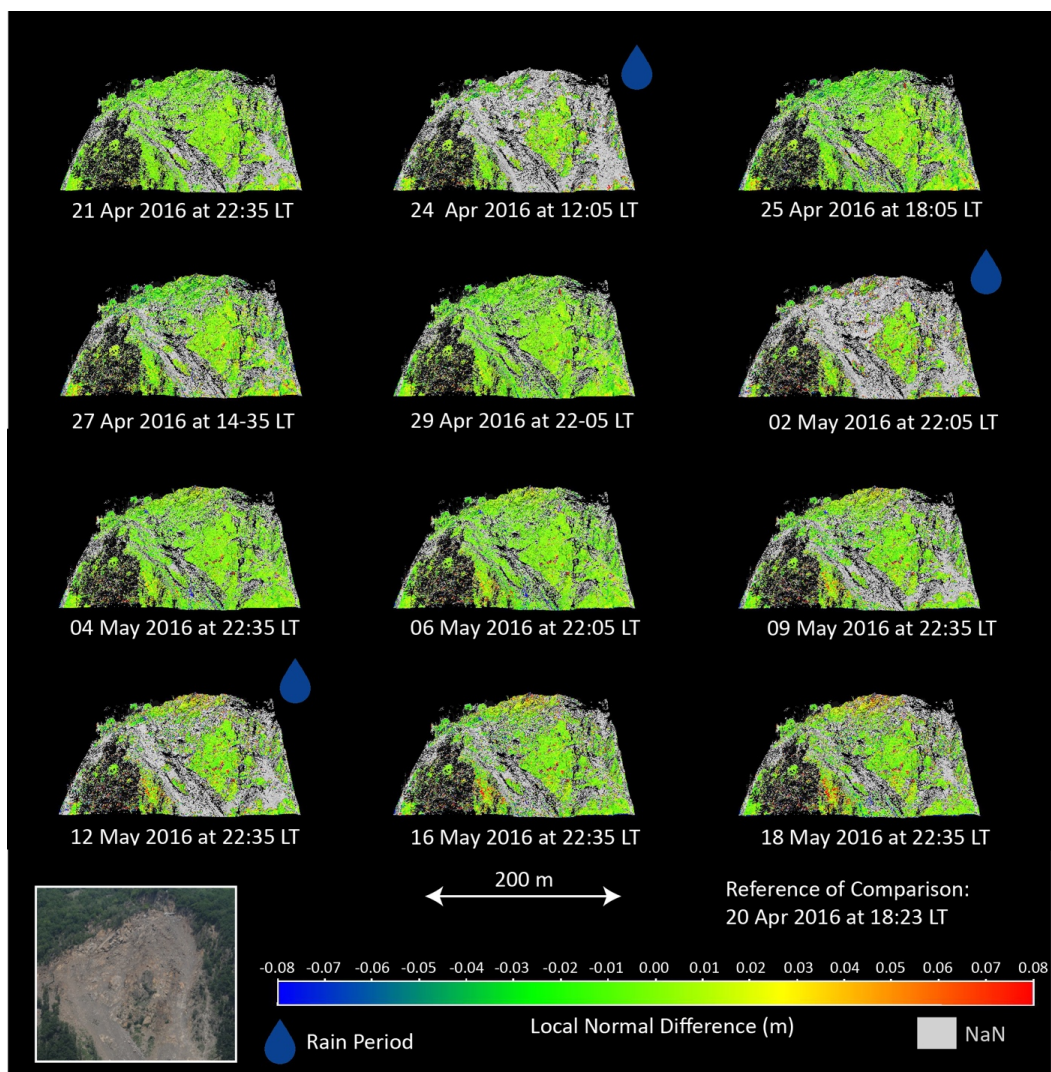 21 Apr 2016 at 22:35 LT
24 Apr 2016 at 12:05 LT
25 Apr 2016 at 18:05 LT
27 Apr 2016 at 14-35 LT
29 Apr 2016 at 22-05 LT
02 May 2016 at 22:05 LT
04 May 2016 at 22:35 LT
06 May 2016 at 22:05 LT
09 May 2016 at 22:35 LT
12 May 2016 at 22:35 LT
16 May 2016 at 22:35 LT
18 May 2016 at 22:35 LT
200 m
Reference of Comparison:
20 Apr 2016 at 18:23 LT
-0.08 -0.07 -0.06 -0.05 -0.04 -0.03 -0.02 -0.01 0.00 0.01 0.02 0.03 0.04 0.05 0.06 0.07 0.08
Rain Period
Local Normal Difference (m)
NaN